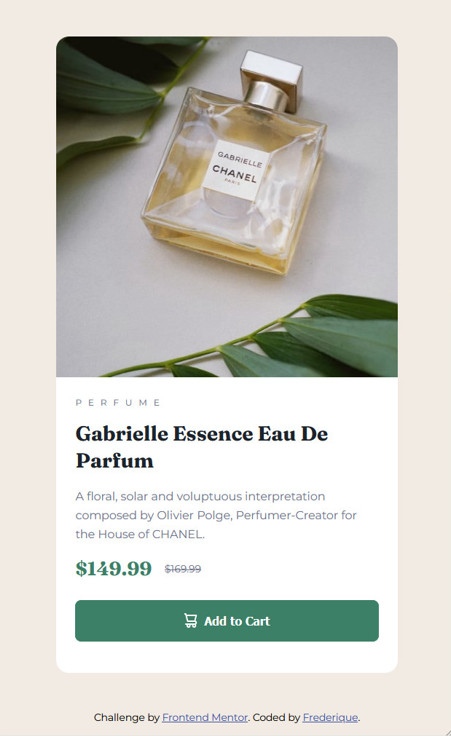 GABRIELLE
CHANEL
PARIS
PERFUME
Gabrielle Essence Eau De
Parfum
A floral, solar and voluptuous interpretation
composed by Olivier Polge, Perfumer-Creator for
the House of CHANEL.
$149.99 $169.99
Add to Cart
Challenge by Frontend Mentor. Coded by Frederique.